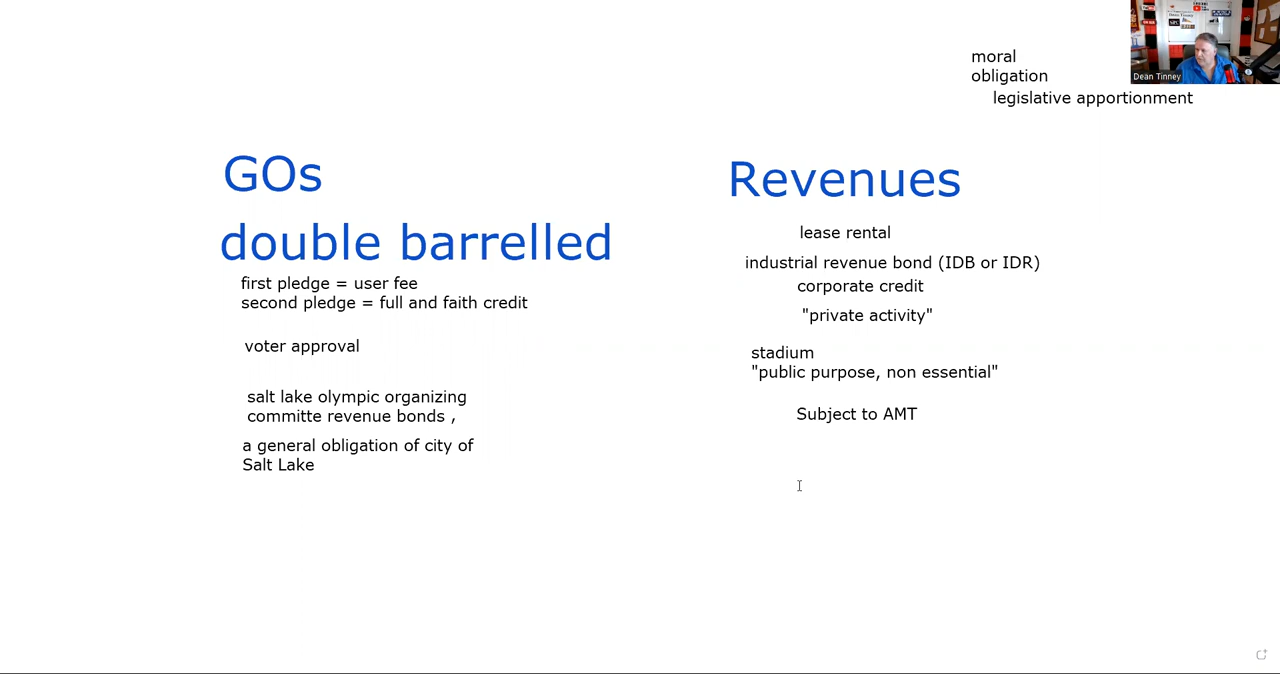 moral
obligation
legislative apportionment
Dean Tinney
GOs
double barrelled
first pledge = user fee
second pledge = full and faith credit
voter approval
salt lake olympic organizing
committe revenue bonds ,
a general obligation of city of
Salt Lake
Revenues
lease rental
industrial revenue bond (IDB or IDR)
corporate credit
"private activity"
stadium
"public purpose, non essential"
Subject to AMT